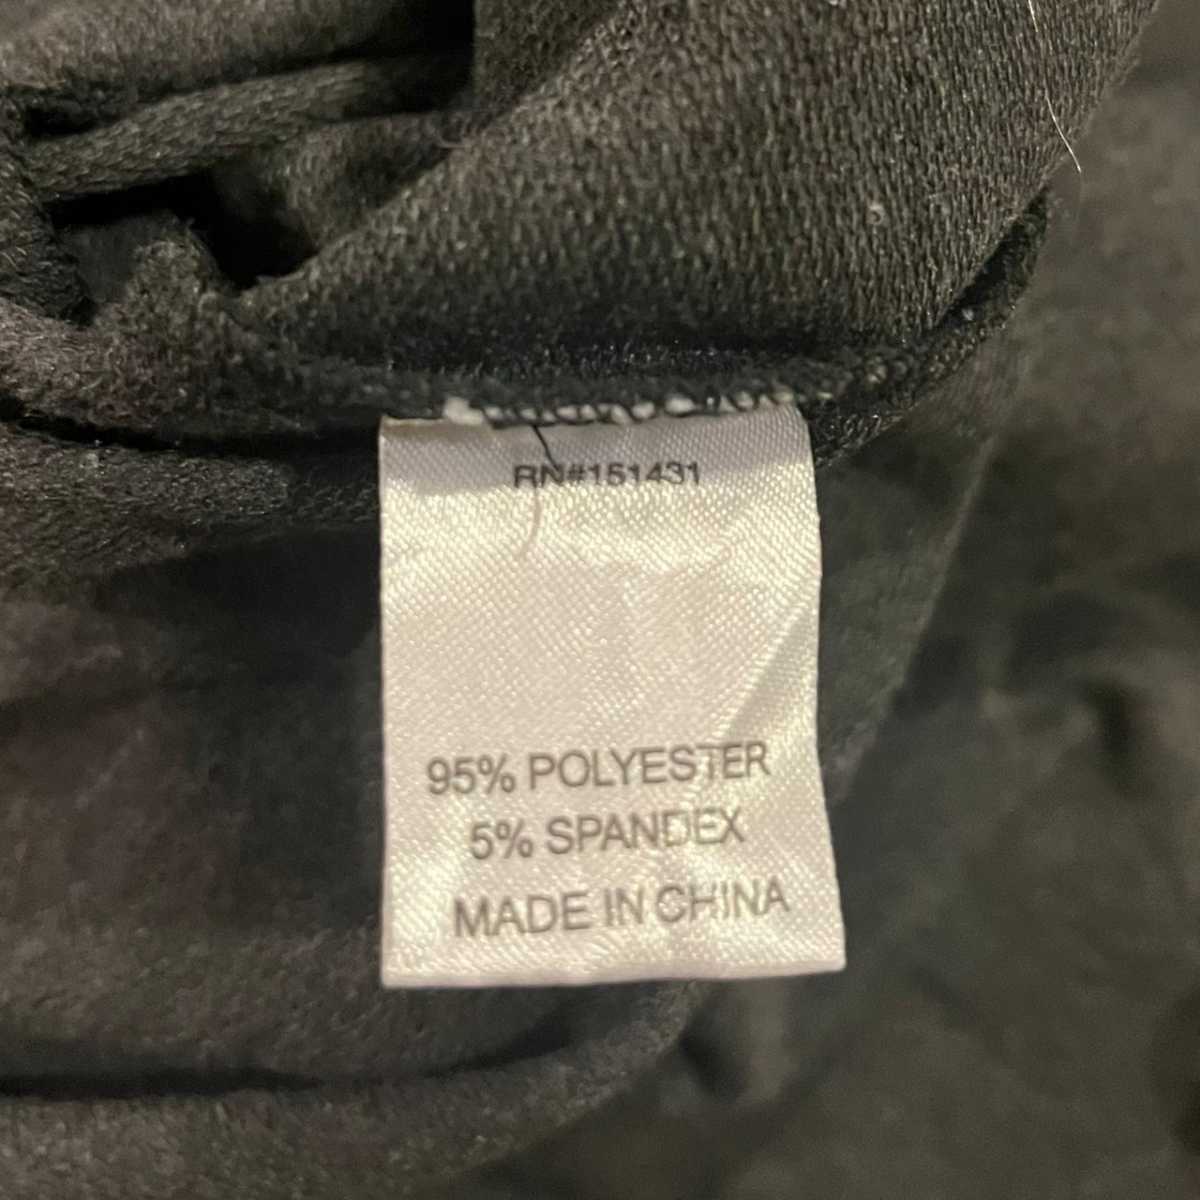 RN#151431
95% POLYESTER
5% SPANDEX
MADE IN CHINA